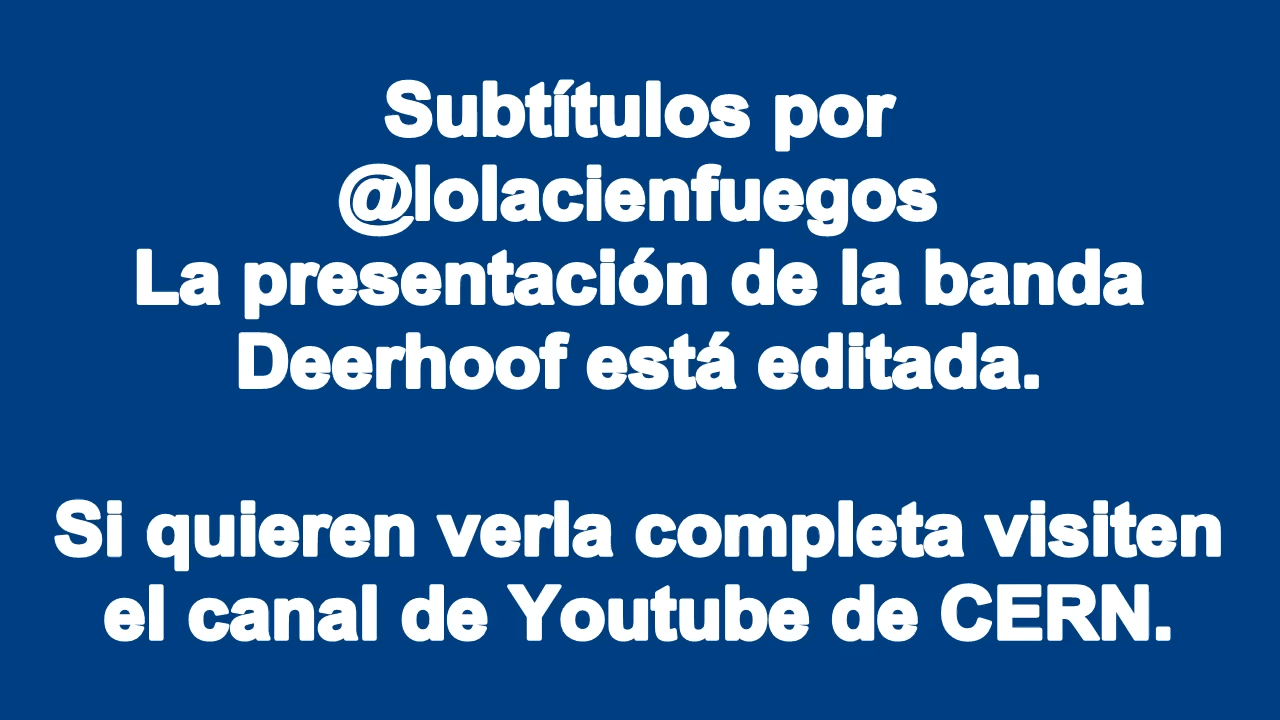 Subtítulos por
@lolacienfuegos
La presentación de la banda
Deerhoof está editada.
Si quieren verla completa visiten
el canal de Youtube de CERN.